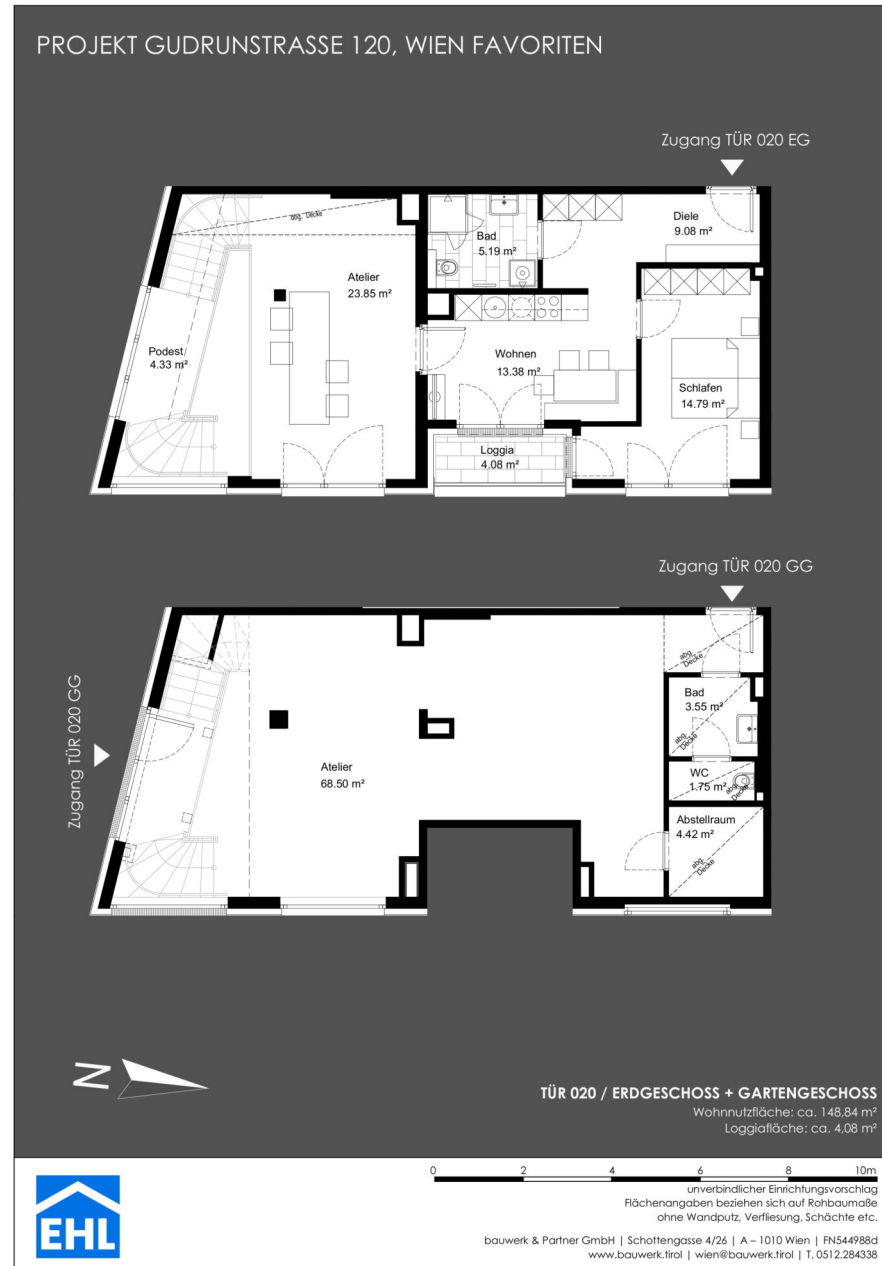 PROJEKT GUDRUNSTRASSE 120, WIEN FAVORITEN
Zugang TÜR 020 EG
abg. Decke
Bad
5.19 m²
Diele
9.08 m²
Atelier
23.85 m²
Podest
4.33 m²
Wohnen
13.38 m²
Schlafen
14.79 m²
Loggia
4.08 m²
Zugang TÜR 020 GG
Zugang TÜR 020 GG
abg.
Decke
Bad
3.55 m²
abg.
Decke
Atelier
68.50 m²
WC
1.75 m²
abg.
Decke
Abstellraum
4.42 m²
abg.
Decke
N
TÜR 020 / ERDGESCHOSS + GARTENGESCHOSS
Wohnnutzfläche: ca. 148,84 m²
Loggiafläche: ca. 4,08 m²
0 2 4 6 8 10m
unverbindlicher Einrichtungsvorschlag
Flächenangaben beziehen sich auf Rohbaumaße
ohne Wandputz, Verfliesung, Schächte etc.
EHL
bauwerk & Partner GmbH | Schottengasse 4/26 | A – 1010 Wien | FN544988d
www.bauwerk.tirol | wien@bauwerk.tirol | T. 0512.284338